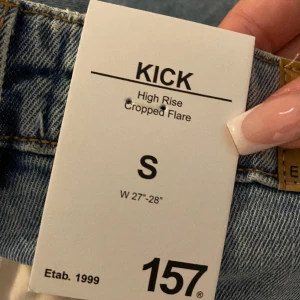 KICK
High Rise
Cropped Flare
S
W 27"-28"
Etab. 1999
157®
E